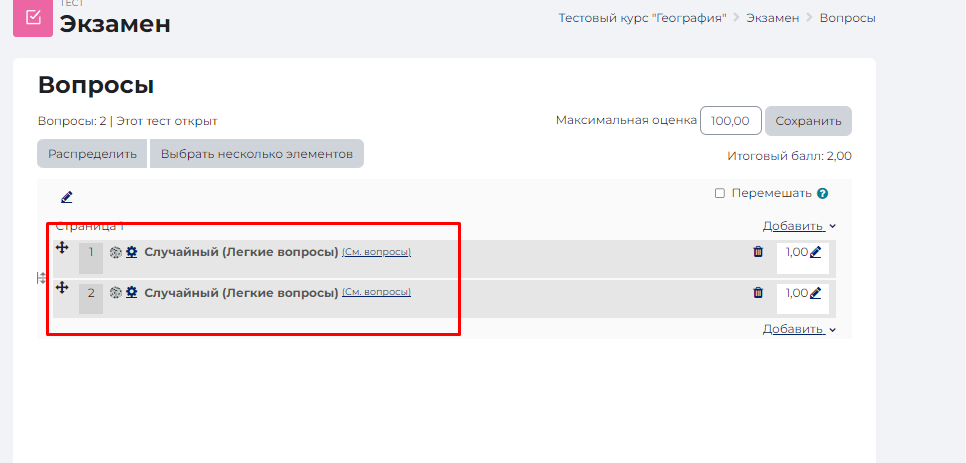 ТЕСТ
Экзамен
Тестовый курс "География" > Экзамен > Вопросы
Вопросы
Вопросы: 2 | Этот тест открыт
Максимальная оценка 100,00 Сохранить
Распределить Выбрать несколько элементов
Итоговый балл: 2,00
Перемешать ?
Страница 1
Добавить
1 Случайный (Легкие вопросы) (См. вопросы) 1,00
2 Случайный (Легкие вопросы) (См. вопросы) 1,00
Добавить